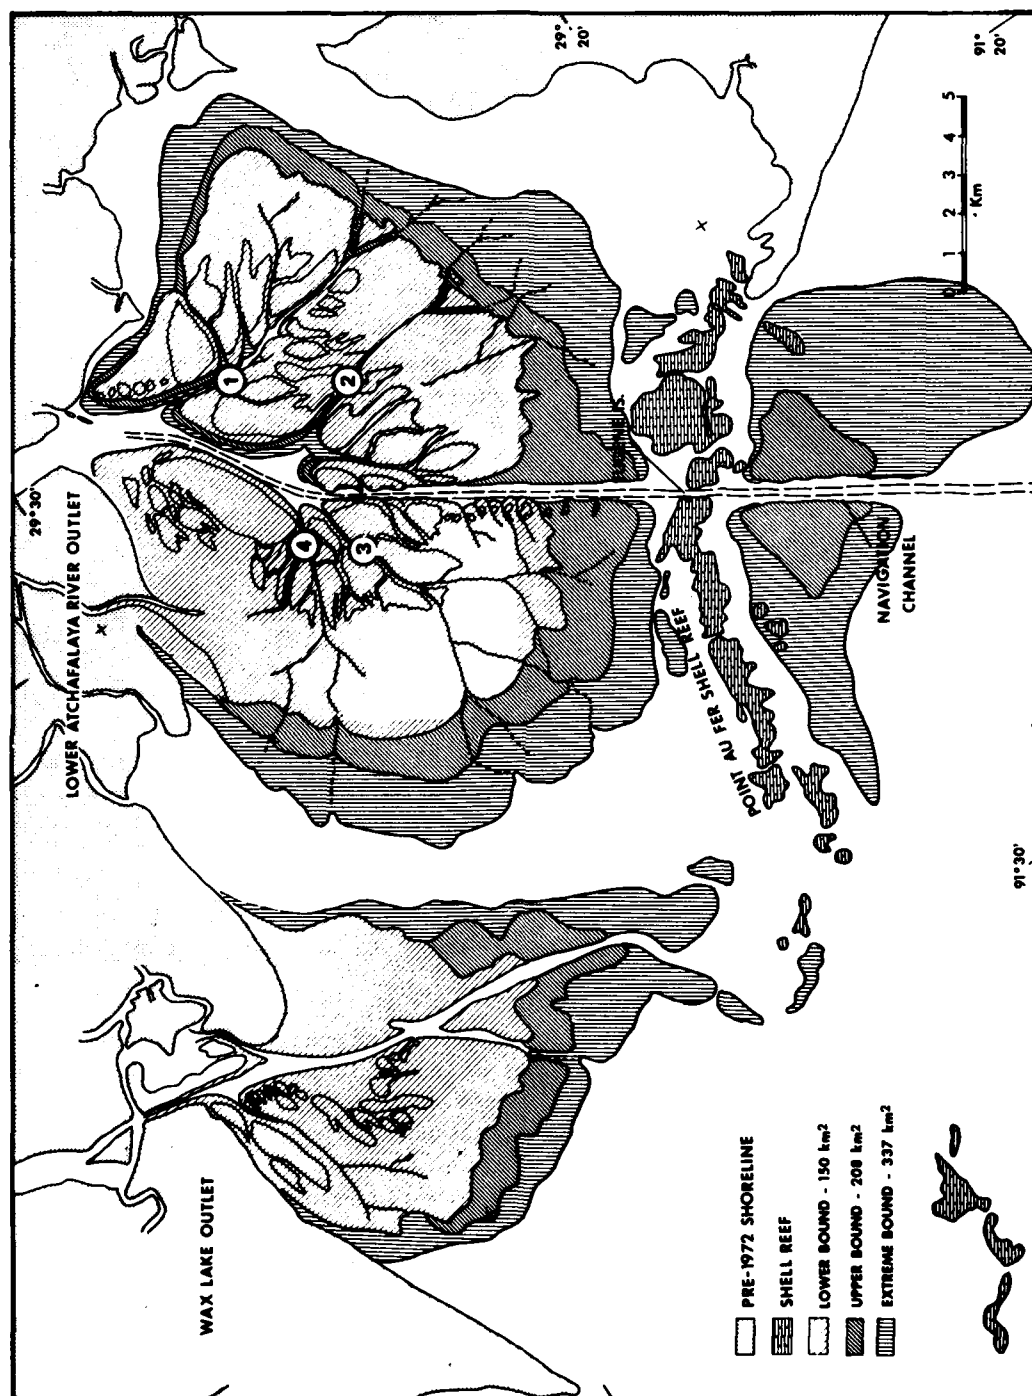 29°
20'
91°
20'
0 1 2 3 4 5
Km
29°30'
LOWER ATCHAFALAYA RIVER OUTLET
1
2
3
4
POINT AU FER SHELL REEF
NAVIGATION
CHANNEL
91°30'
WAX LAKE OUTLET
PRE-1972 SHORELINE
SHELL REEF
LOWER BOUND - 150 km²
UPPER BOUND - 208 km²
EXTREME BOUND - 337 km²